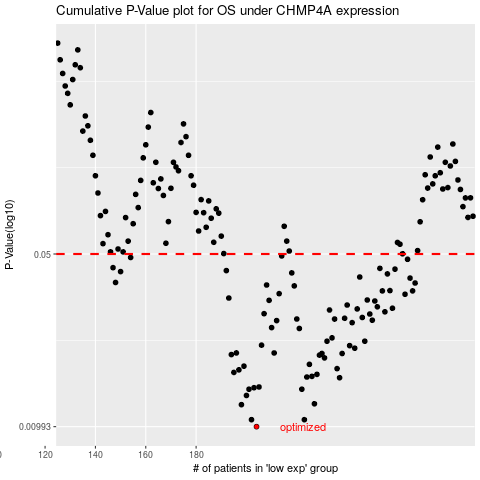 Cumulative P-Value plot for OS under CHMP4A expression
P-Value(log10)
0.05
0.00993
optimized
0
120
140
160
180
# of patients in 'low exp' group